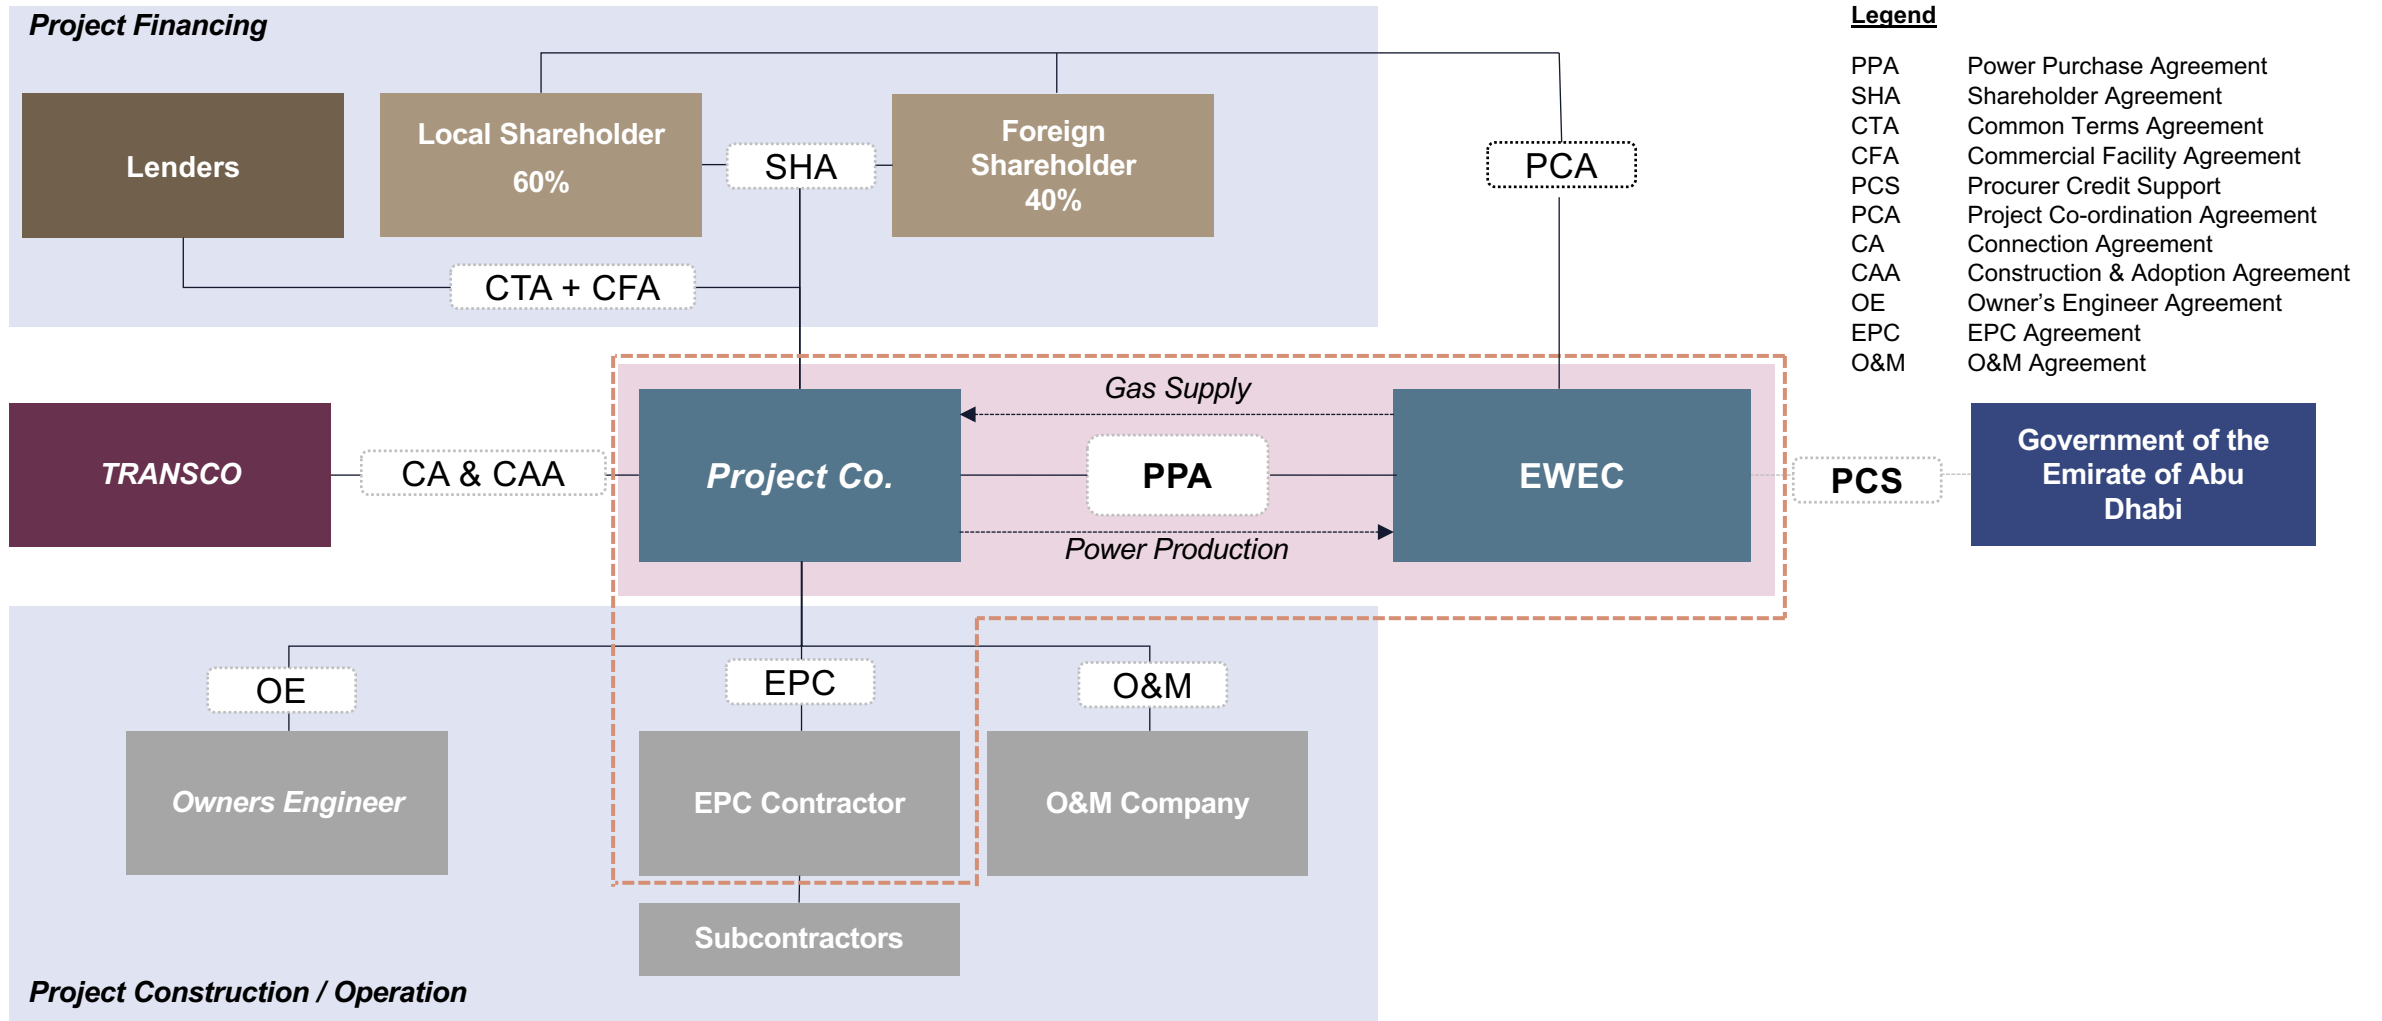 Project Financing
Legend
PPA Power Purchase Agreement
SHA Shareholder Agreement
CTA Common Terms Agreement
CFA Commercial Facility Agreement
PCS Procurer Credit Support
PCA Project Co-ordination Agreement
CA Connection Agreement
CAA Construction & Adoption Agreement
OE Owner’s Engineer Agreement
EPC EPC Agreement
O&M O&M Agreement
Lenders
Local Shareholder
60%
SHA
Foreign
Shareholder
40%
PCA
CTA + CFA
TRANSCO
CA & CAA
Project Co.
Gas Supply
PPA
Power Production
EWEC
PCS
Government of the
Emirate of Abu
Dhabi
OE
EPC
O&M
Owners Engineer
EPC Contractor
O&M Company
Subcontractors
Project Construction / Operation